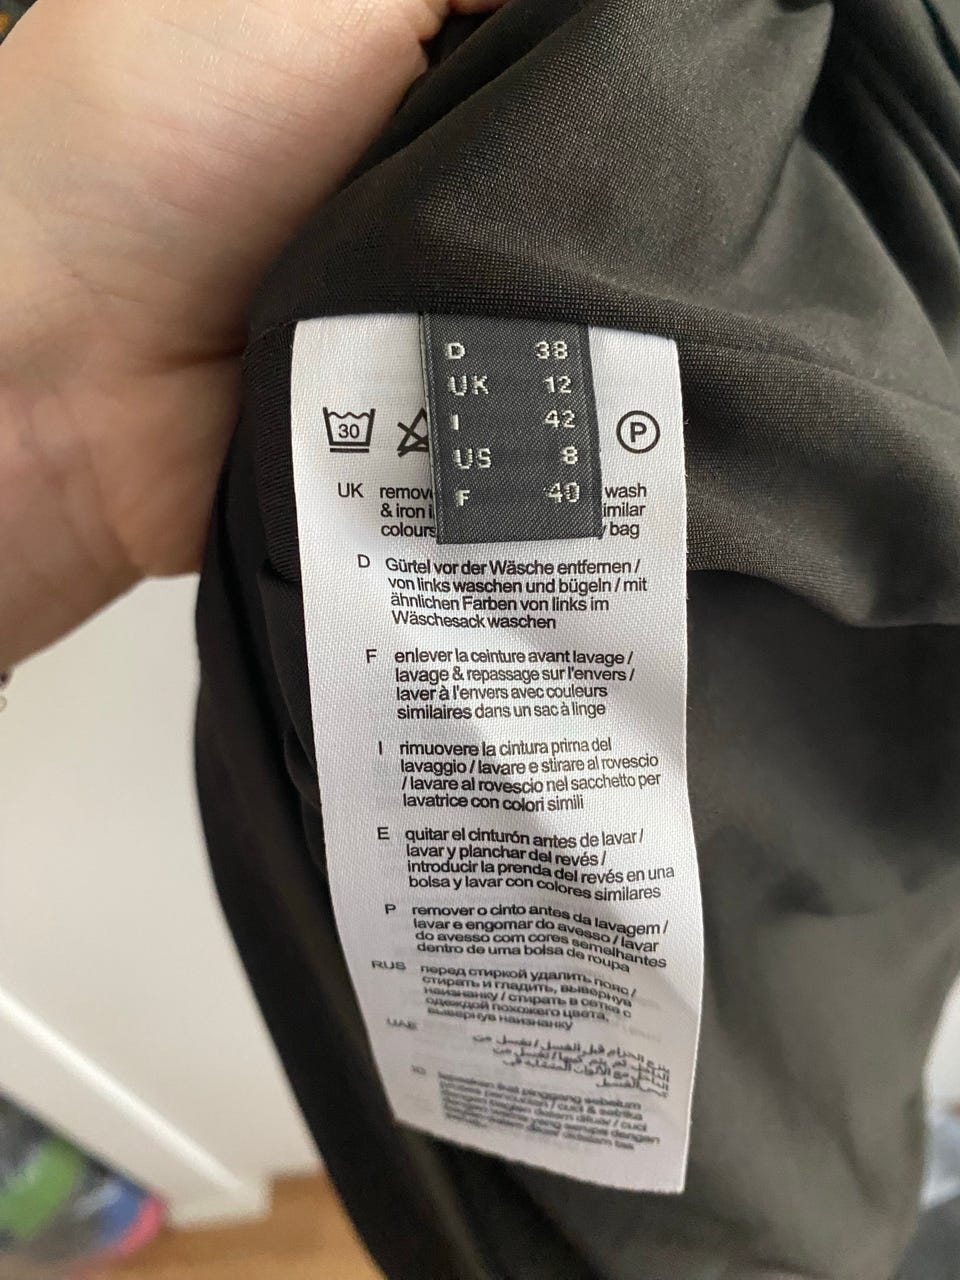 D 38
UK 12
I 42
US 8
F 40
30
P
UK remov wash
& iron i imilar
colours y bag
D Gürtel vor der Wäsche entfernen /
von links waschen und bügeln / mit
ähnlichen Farben von links im
Wäschesack waschen
F enlever la ceinture avant lavage /
lavage & repassage sur l'envers /
laver à l'envers avec couleurs
similaires dans un sac à linge
I rimuovere la cintura prima del
lavaggio / lavare e stirare al rovescio
/ lavare al rovescio nel sacchetto per
lavatrice con colori simili
E quitar el cinturón antes de lavar /
lavar y planchar del revés /
introducir la prenda del revés en una
bolsa y lavar con colores similares
P remover o cinto antes da lavagem /
lavar e engomar do avesso / lavar
do avesso com cores semelhantes
dentro de uma bolsa de roupa
RUS перед стиркой удалить пояс /
стирать и гладить, вывернув
наизнанку / стирать в сетке с
одеждой похожего цвета,
вывернув наизнанку
UAE